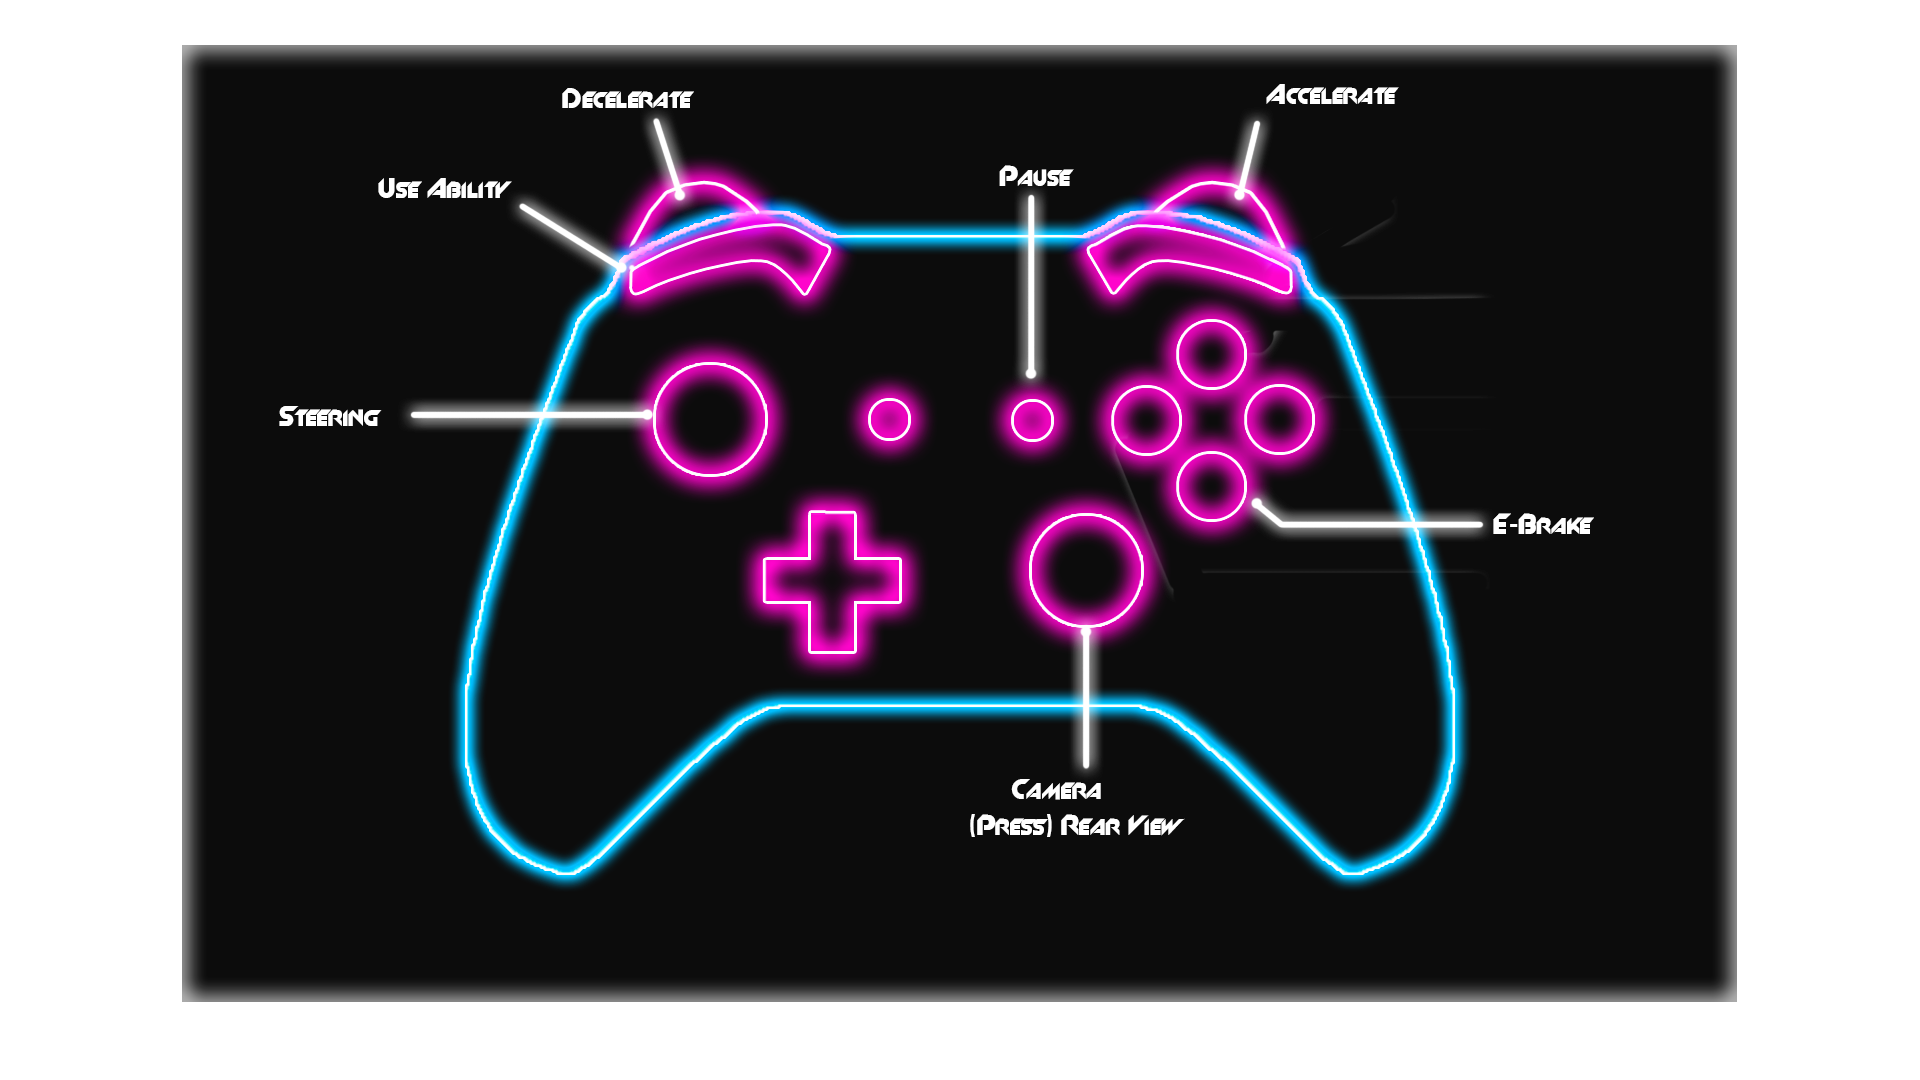 Decelerate
Accelerate
Use Ability
Pause
Steering
E-Brake
Camera
(Press) Rear View